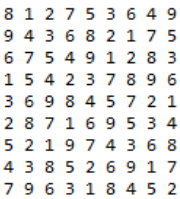 8 1 2 7 5 3 6 4 9
9 4 3 6 8 2 1 7 5
6 7 5 4 9 1 2 8 3
1 5 4 2 3 7 8 9 6
3 6 9 8 4 5 7 2 1
2 8 7 1 6 9 5 3 4
5 2 1 9 7 4 3 6 8
4 3 8 5 2 6 9 1 7
7 9 6 3 1 8 4 5 2